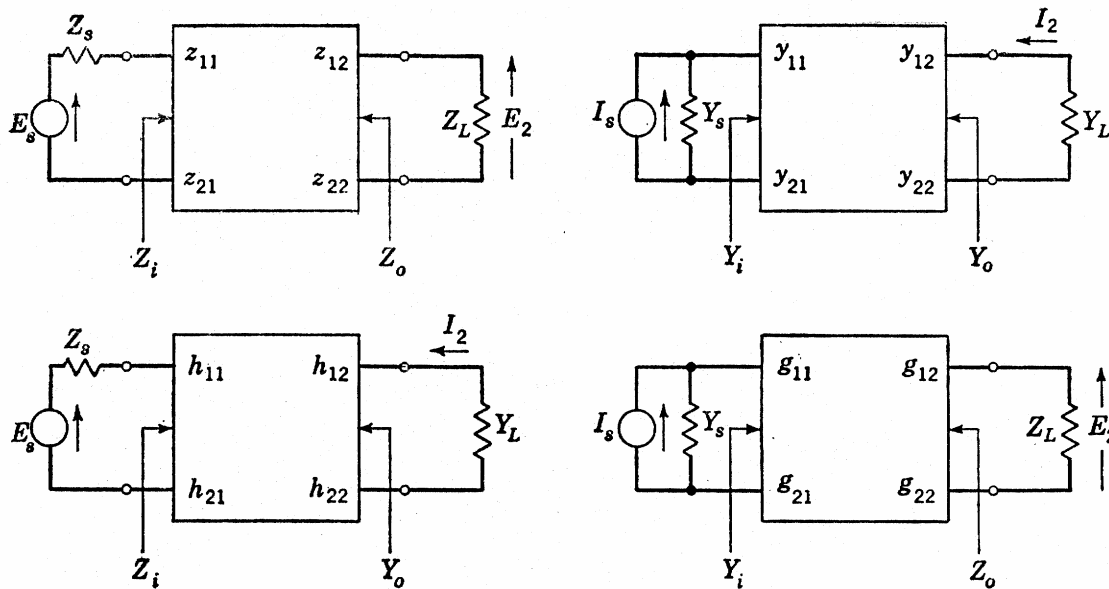 Z_s
z_11 z_12
E_s Z_L E_2
z_21 z_22
Z_i Z_o
I_2
y_11 y_12
I_s Y_s Y_L
y_21 y_22
Y_i Y_o
Z_s I_2
h_11 h_12
E_s Y_L
h_21 h_22
Z_i Y_o
g_11 g_12
I_s Y_s Z_L E_2
g_21 g_22
Y_i Z_o